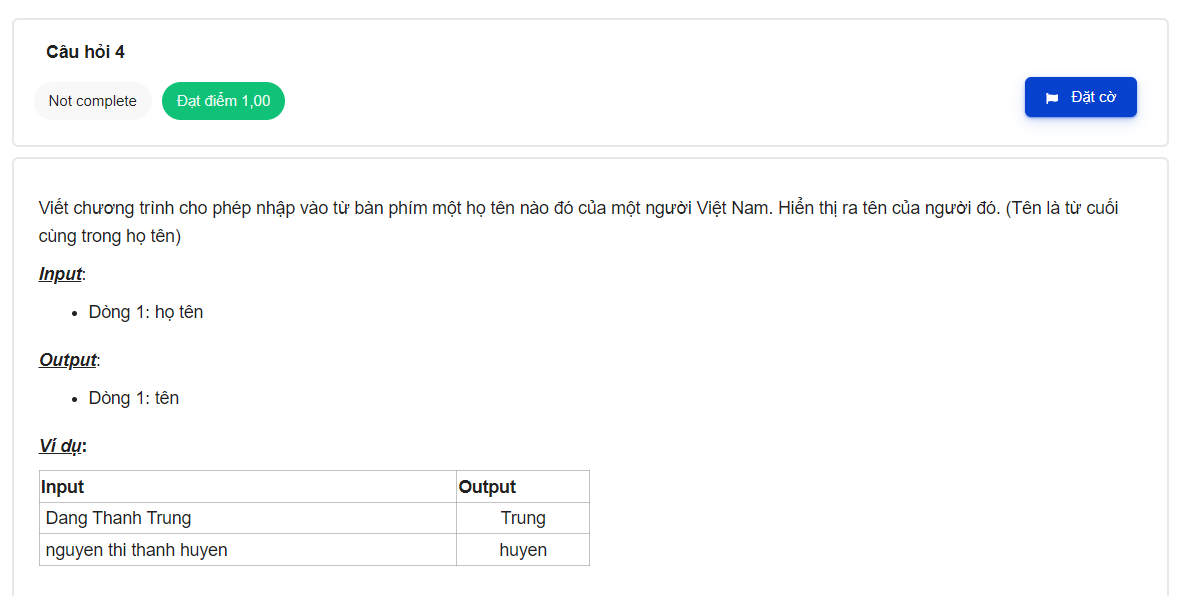 Câu hỏi 4
Not complete
Đạt điểm 1,00
Đặt cờ
Viết chương trình cho phép nhập vào từ bàn phím một họ tên nào đó của một người Việt Nam. Hiển thị ra tên của người đó. (Tên là từ cuối
cùng trong họ tên)
Input:
• Dòng 1: họ tên
Output:
• Dòng 1: tên
Ví dụ:
Input Output
Dang Thanh Trung Trung
nguyen thi thanh huyen huyen